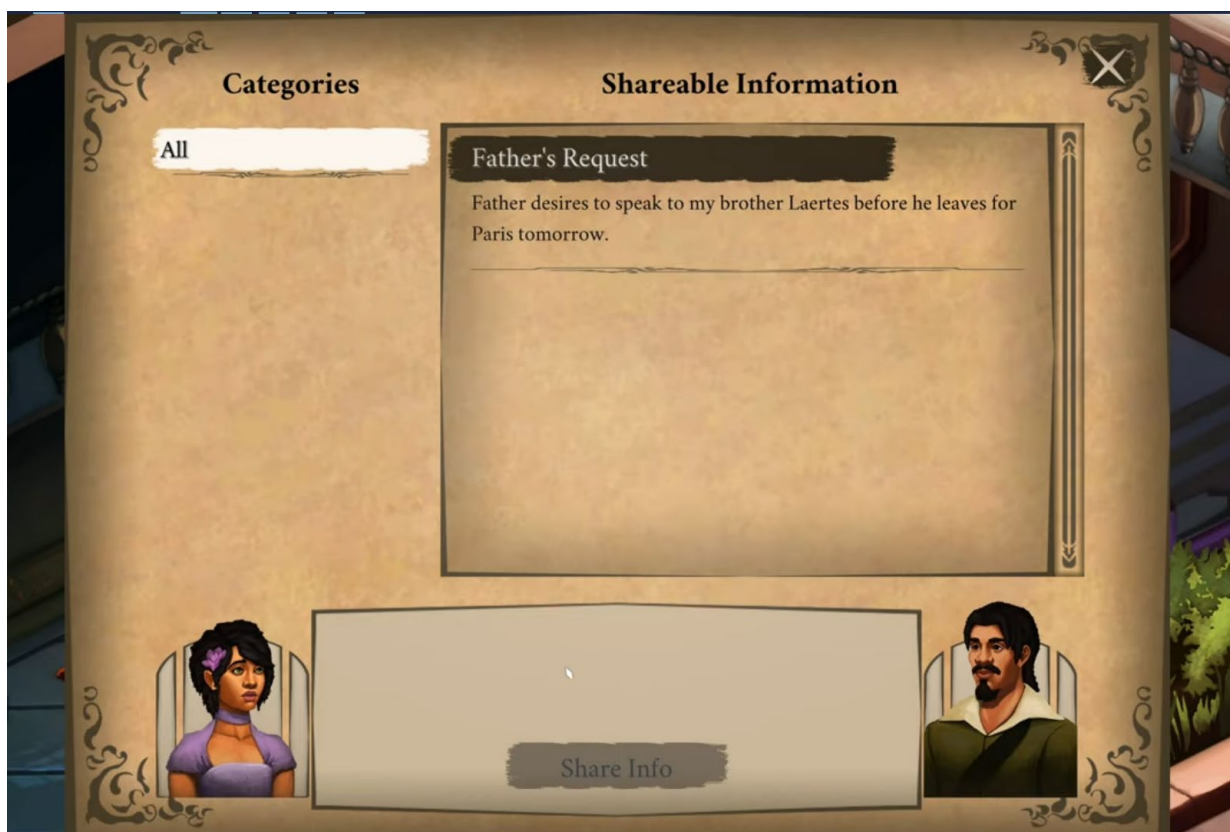 Categories
Shareable Information
All
Father's Request
Father desires to speak to my brother Laertes before he leaves for
Paris tomorrow.
Share Info